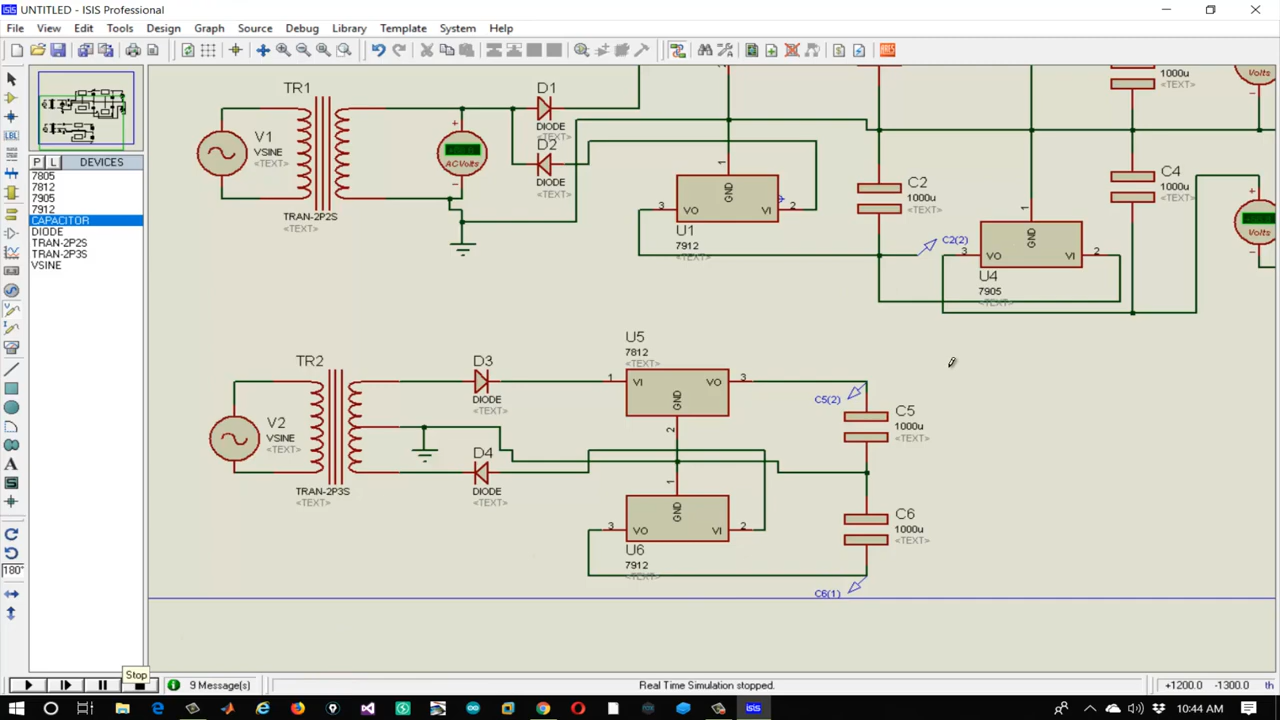 UNTITLED - ISIS Professional
File View Edit Tools Design Graph Source Debug Library Template System Help
P L DEVICES
7805
7812
7905
7912
CAPACITOR
DIODE
TRAN-2P2S
TRAN-2P3S
VSINE
LBL
180°
TR1
TRAN-2P2S
<TEXT>
V1
VSINE
<TEXT>
+
AC Volts
−
D1
DIODE
<TEXT>
D2
DIODE
<TEXT>
1
GND
3 VO VI 2
U1
7912
<TEXT>
C2
1000u
<TEXT>
C2(2)
1000u
<TEXT>
Volts
−
C4
1000u
<TEXT>
+
Volts
−
1
GND
3 VO VI 2
U4
7905
<TEXT>
TR2
TRAN-2P3S
<TEXT>
V2
VSINE
<TEXT>
D3
DIODE
<TEXT>
D4
DIODE
<TEXT>
U5
7812
<TEXT>
1 VI VO 3
GND
2
1
GND
3 VO VI 2
U6
7912
<TEXT>
C5(2)
C5
1000u
<TEXT>
C6
1000u
<TEXT>
C6(1)
Stop
9 Message(s)
Real Time Simulation stopped.
+1200.0 -1300.0 th
10:44 AM